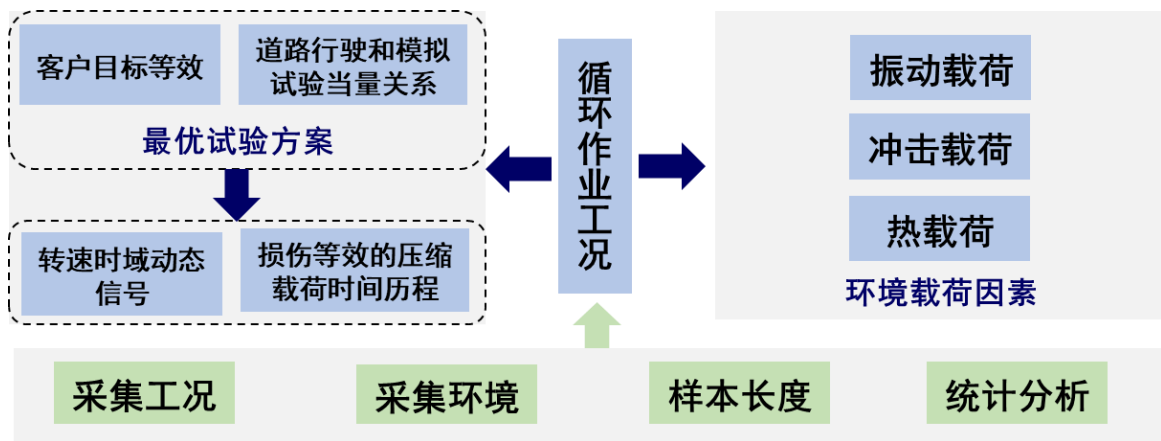 客户目标等效
道路行驶和模拟
试验当量关系
最优试验方案
转速时域动态
信号
损伤等效的压缩
载荷时间历程
循环作业工况
振动载荷
冲击载荷
热载荷
环境载荷因素
采集工况
采集环境
样本长度
统计分析